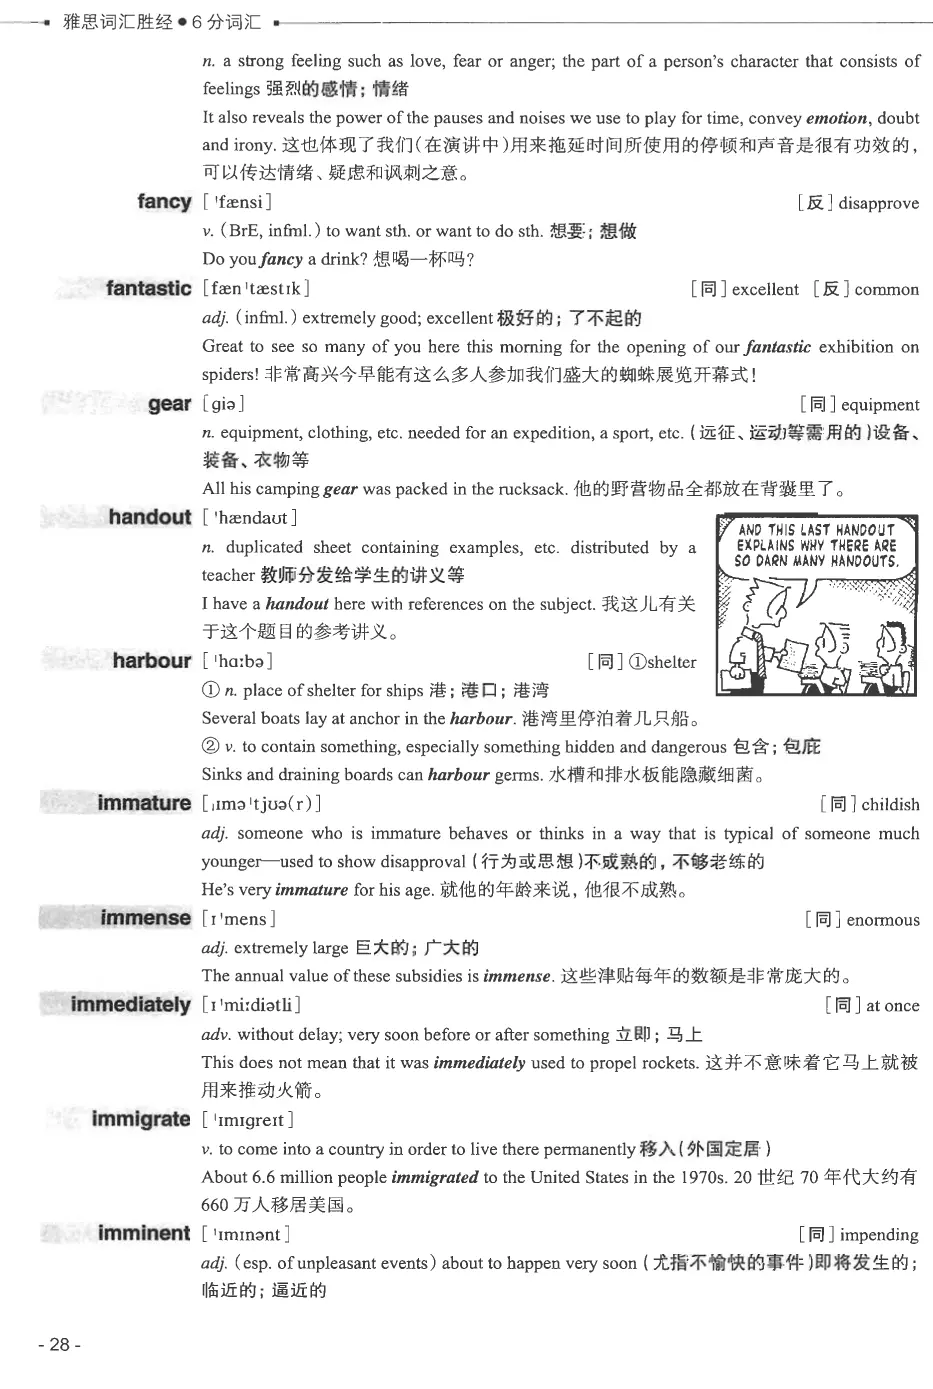 雅思词汇胜经●6分词汇
n. a strong feeling such as love, fear or anger; the part of a person's character that consists of
feelings 强烈的感情；情绪
It also reveals the power of the pauses and noises we use to play for time, convey emotion, doubt
and irony. 这也体现了我们(在演讲中)用来拖延时间所使用的停顿和声音是很有功效的，
可以传达情绪、疑虑和讽刺之意。
fancy [ˈfænsi] [反] disapprove
v. (BrE, infml.) to want sth. or want to do sth. 想要；想做
Do you fancy a drink? 想喝一杯吗?
fantastic [fænˈtæstɪk] [同] excellent [反] common
adj. (infml.) extremely good; excellent 极好的；了不起的
Great to see so many of you here this morning for the opening of our fantastic exhibition on
spiders! 非常高兴今早能有这么多人参加我们盛大的蜘蛛展览开幕式!
gear [giə] [同] equipment
n. equipment, clothing, etc. needed for an expedition, a sport, etc. (远征、运动等需用的)设备、
装备、衣物等
All his camping gear was packed in the rucksack. 他的野营物品全都放在背囊里了。
handout [ˈhændaʊt]
n. duplicated sheet containing examples, etc. distributed by a
teacher 教师分发给学生的讲义等
I have a handout here with references on the subject. 我这儿有关
于这个题目的参考讲义。
AND THIS LAST HANDOUT
EXPLAINS WHY THERE ARE
SO DARN MANY HANDOUTS.
harbour [ˈhɑːbə] [同] ①shelter
① n. place of shelter for ships 港；港口；港湾
Several boats lay at anchor in the harbour. 港湾里停泊着几只船。
② v. to contain something, especially something hidden and dangerous 包含；包庇
Sinks and draining boards can harbour germs. 水槽和排水板能隐藏细菌。
immature [ˌɪməˈtjʊə(r)] [同] childish
adj. someone who is immature behaves or thinks in a way that is typical of someone much
younger—used to show disapproval (行为或思想)不成熟的，不够老练的
He's very immature for his age. 就他的年龄来说，他很不成熟。
immense [ɪˈmens] [同] enormous
adj. extremely large 巨大的；广大的
The annual value of these subsidies is immense. 这些津贴每年的数额是非常庞大的。
immediately [ɪˈmiːdiətli] [同] at once
adv. without delay; very soon before or after something 立即；马上
This does not mean that it was immediately used to propel rockets. 这并不意味着它马上就被
用来推动火箭。
immigrate [ˈɪmɪgreɪt]
v. to come into a country in order to live there permanently 移入(外国定居)
About 6.6 million people immigrated to the United States in the 1970s. 20 世纪 70 年代大约有
660 万人移居美国。
imminent [ˈɪmɪnənt] [同] impending
adj. (esp. of unpleasant events) about to happen very soon (尤指不愉快的事件)即将发生的；
临近的；逼近的
- 28 -